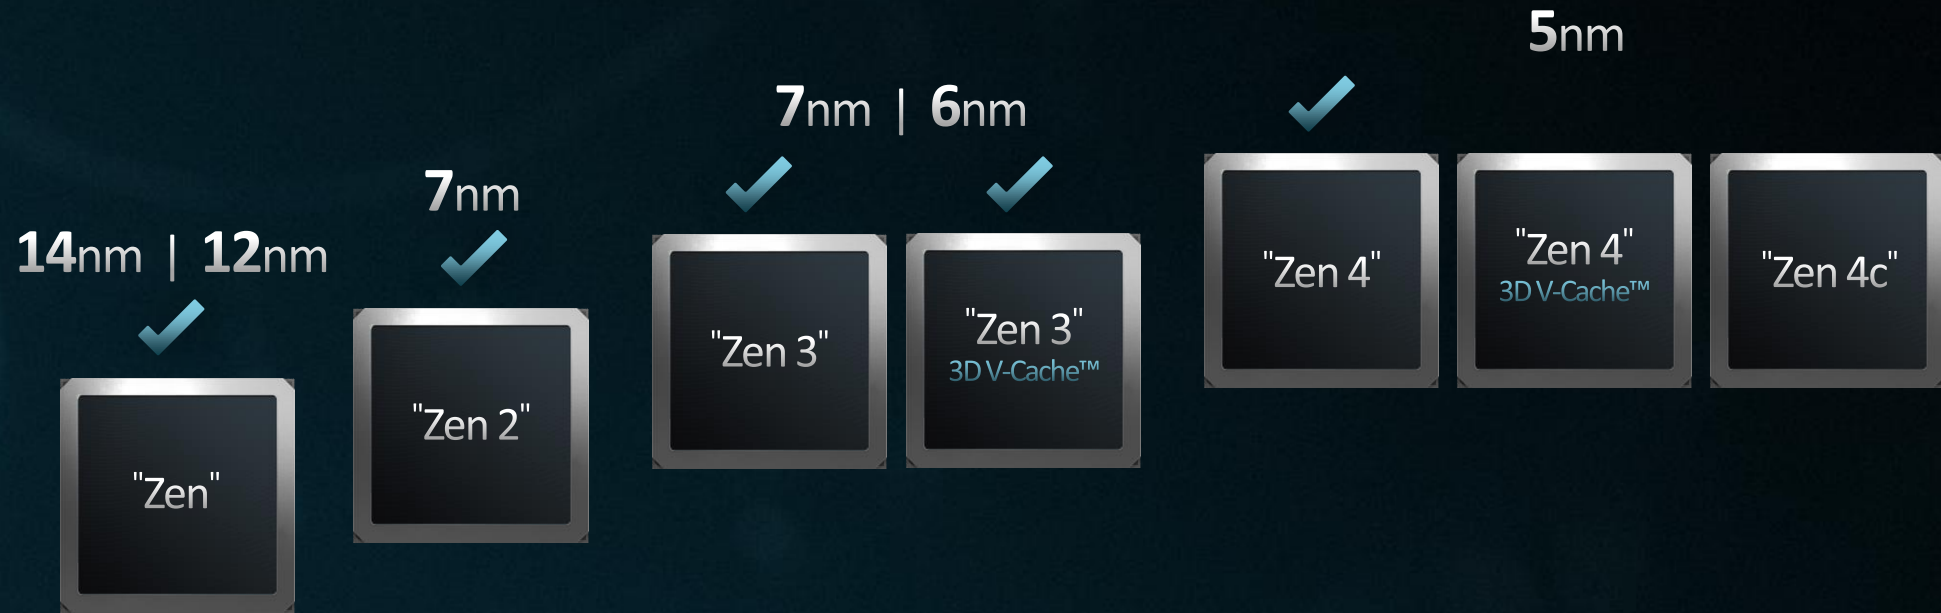 14nm | 12nm
"Zen"
7nm
"Zen 2"
7nm | 6nm
"Zen 3"
"Zen 3"
3D V-Cache™
5nm
"Zen 4"
"Zen 4"
3D V-Cache™
"Zen 4c"